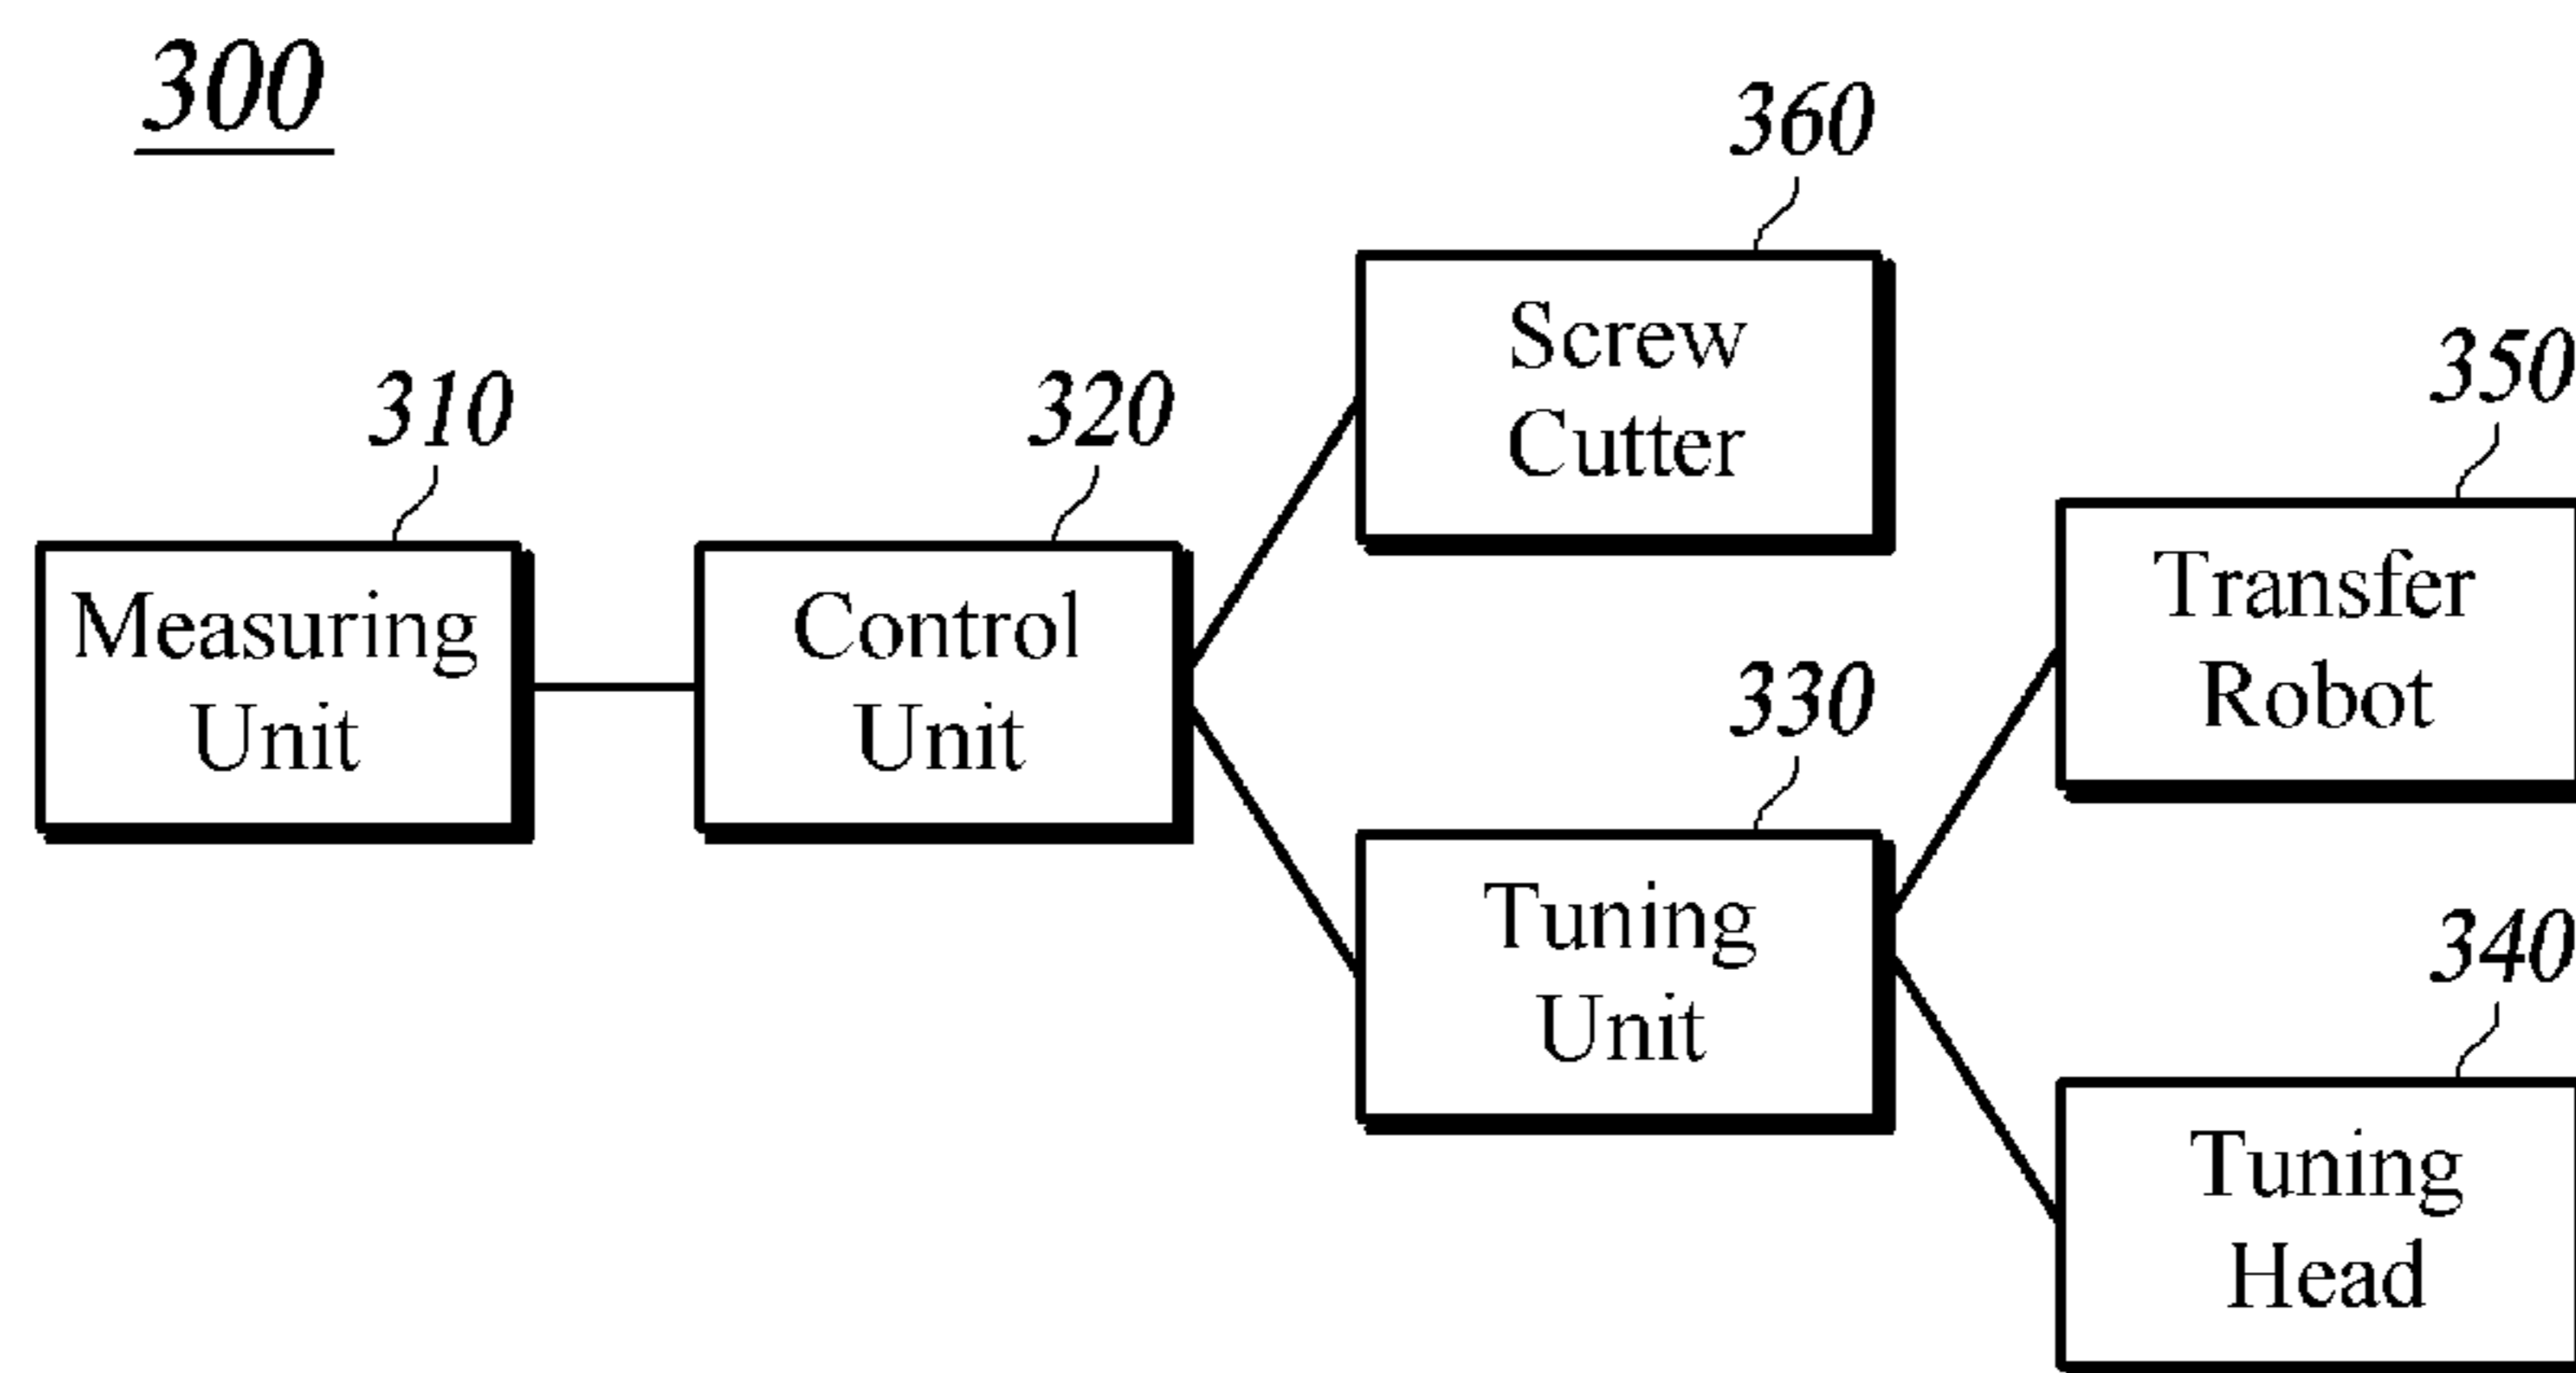 300
360
Screw
Cutter
310
320
350
Measuring
Unit
Control
Unit
Transfer
Robot
330
Tuning
Unit
340
Tuning
Head